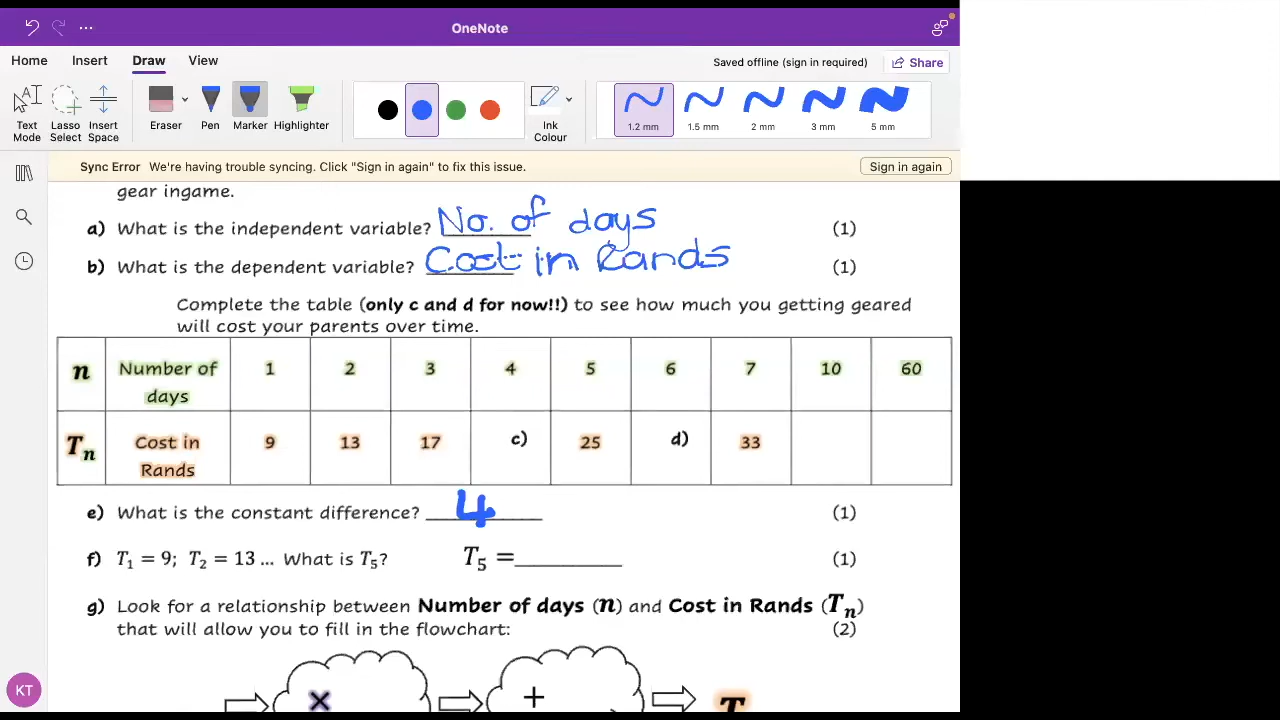 OneNote
Home Insert Draw View
Saved offline (sign in required) Share
Text Mode
Lasso Select
Insert Space
Eraser
Pen
Marker
Highlighter
Ink Colour
1.2 mm 1.5 mm 2 mm 3 mm 5 mm
Sync Error We're having trouble syncing. Click "Sign in again" to fix this issue. Sign in again
gear ingame.
a) What is the independent variable? No. of days (1)
b) What is the dependent variable? Cost in Rands (1)
Complete the table (only c and d for now!!) to see how much you getting geared
will cost your parents over time.
n Number of days 1 2 3 4 5 6 7 10 60
Tn Cost in Rands 9 13 17 c) 25 d) 33
e) What is the constant difference? 4 (1)
f) T1 = 9; T2 = 13 ... What is T5? T5 =________ (1)
g) Look for a relationship between Number of days (n) and Cost in Rands (Tn)
that will allow you to fill in the flowchart: (2)
× + T
KT